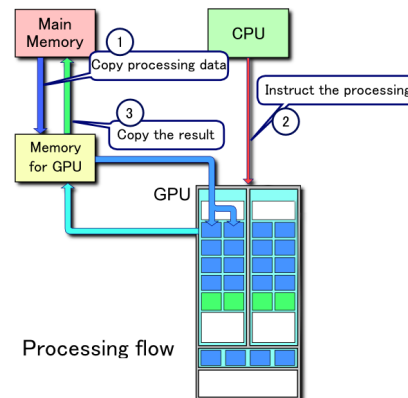 Main
Memory
1
Copy processing data
CPU
Instruct the processing
2
3
Copy the result
Memory
for GPU
GPU
Processing flow